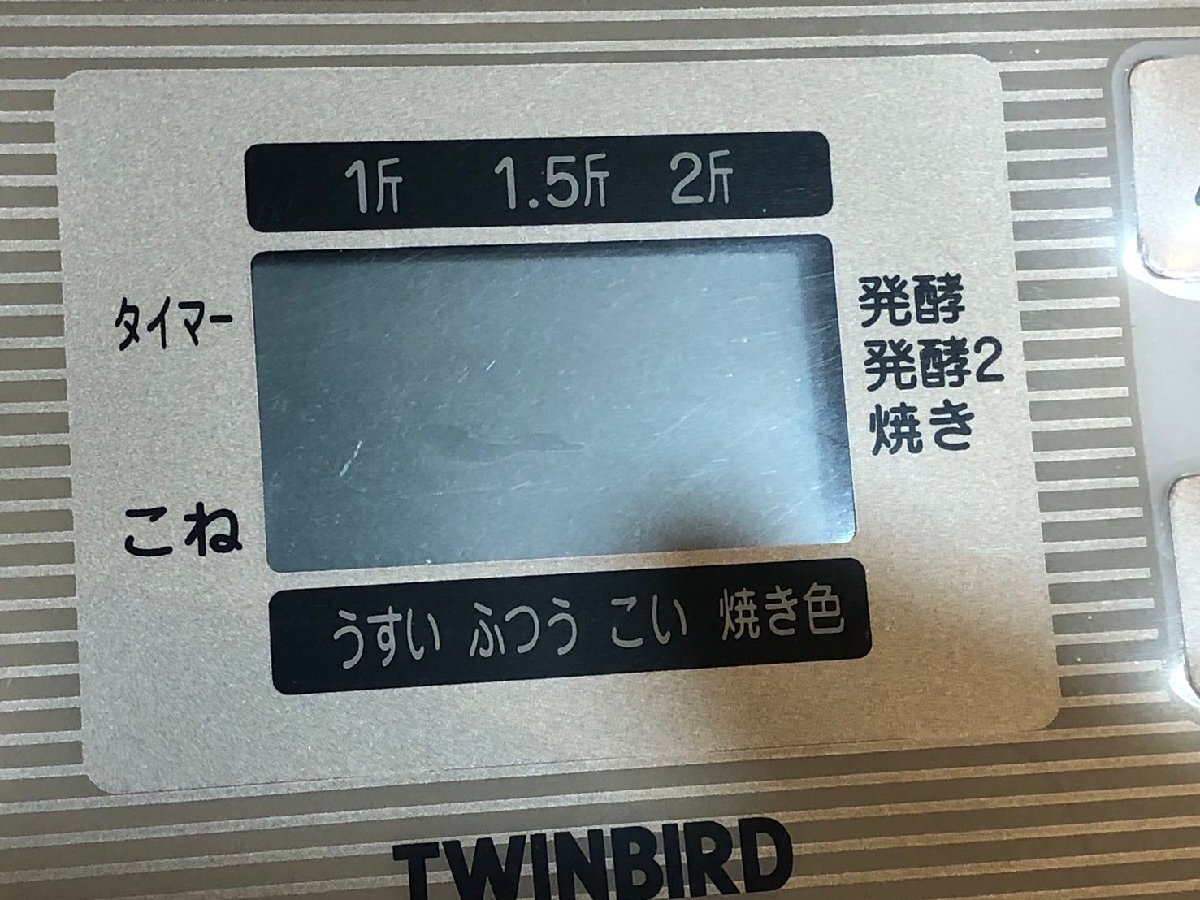 1斤 1.5斤 2斤
タイマー
発酵
発酵2
焼き
こね
うすい ふつう こい 焼き色
TWINBIRD